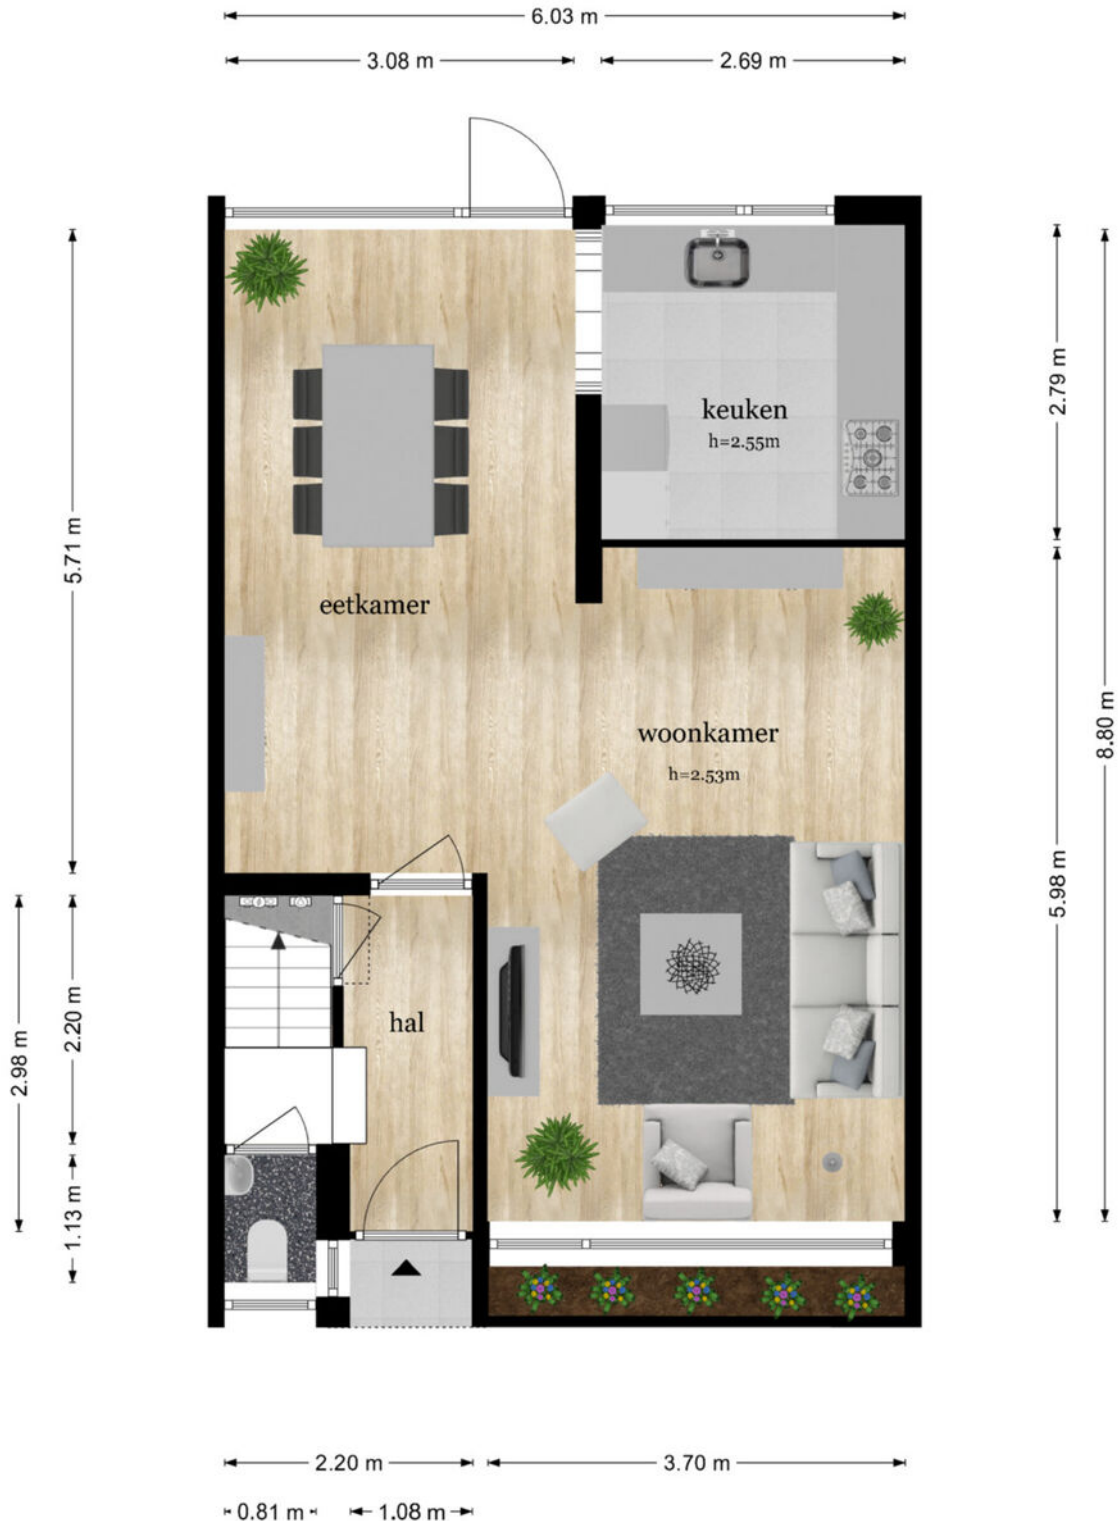 6.03 m
3.08 m
2.69 m
keuken
h=2.55m
2.79 m
5.71 m
eetkamer
woonkamer
h=2.53m
8.80 m
5.98 m
hal
2.20 m
2.98 m
1.13 m
2.20 m
3.70 m
0.81 m
1.08 m